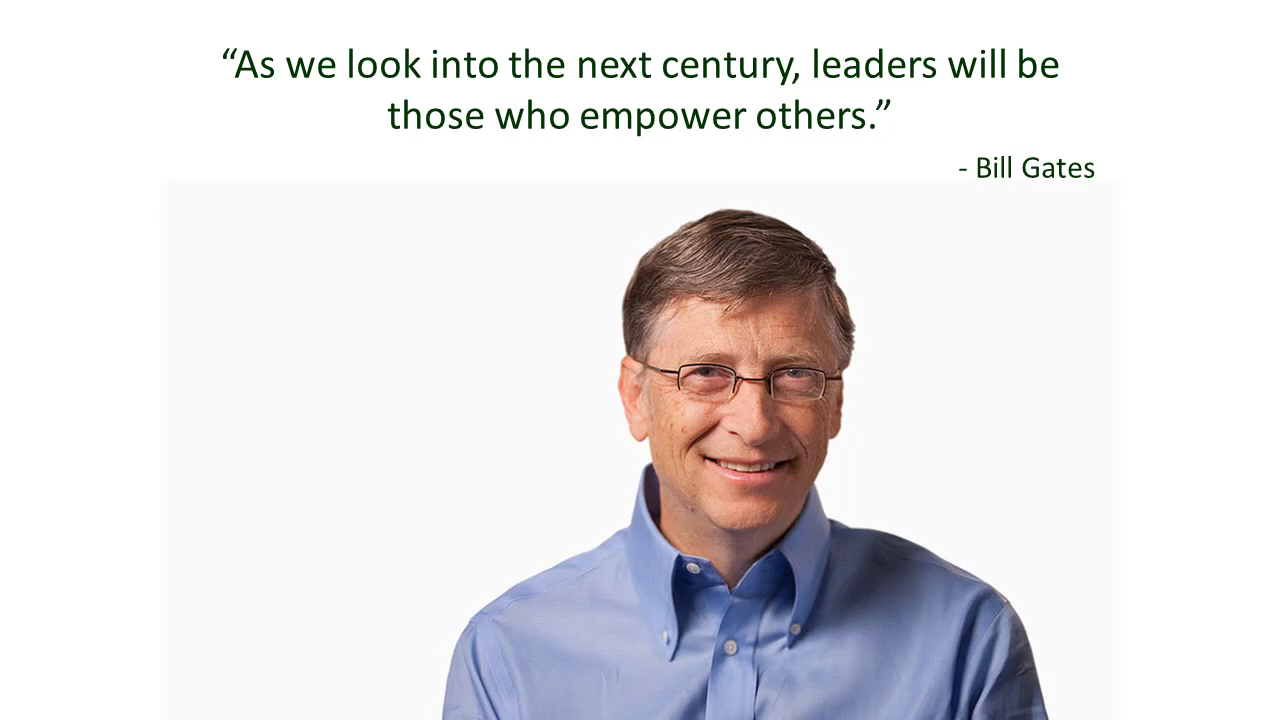 “As we look into the next century, leaders will be
those who empower others.”
- Bill Gates